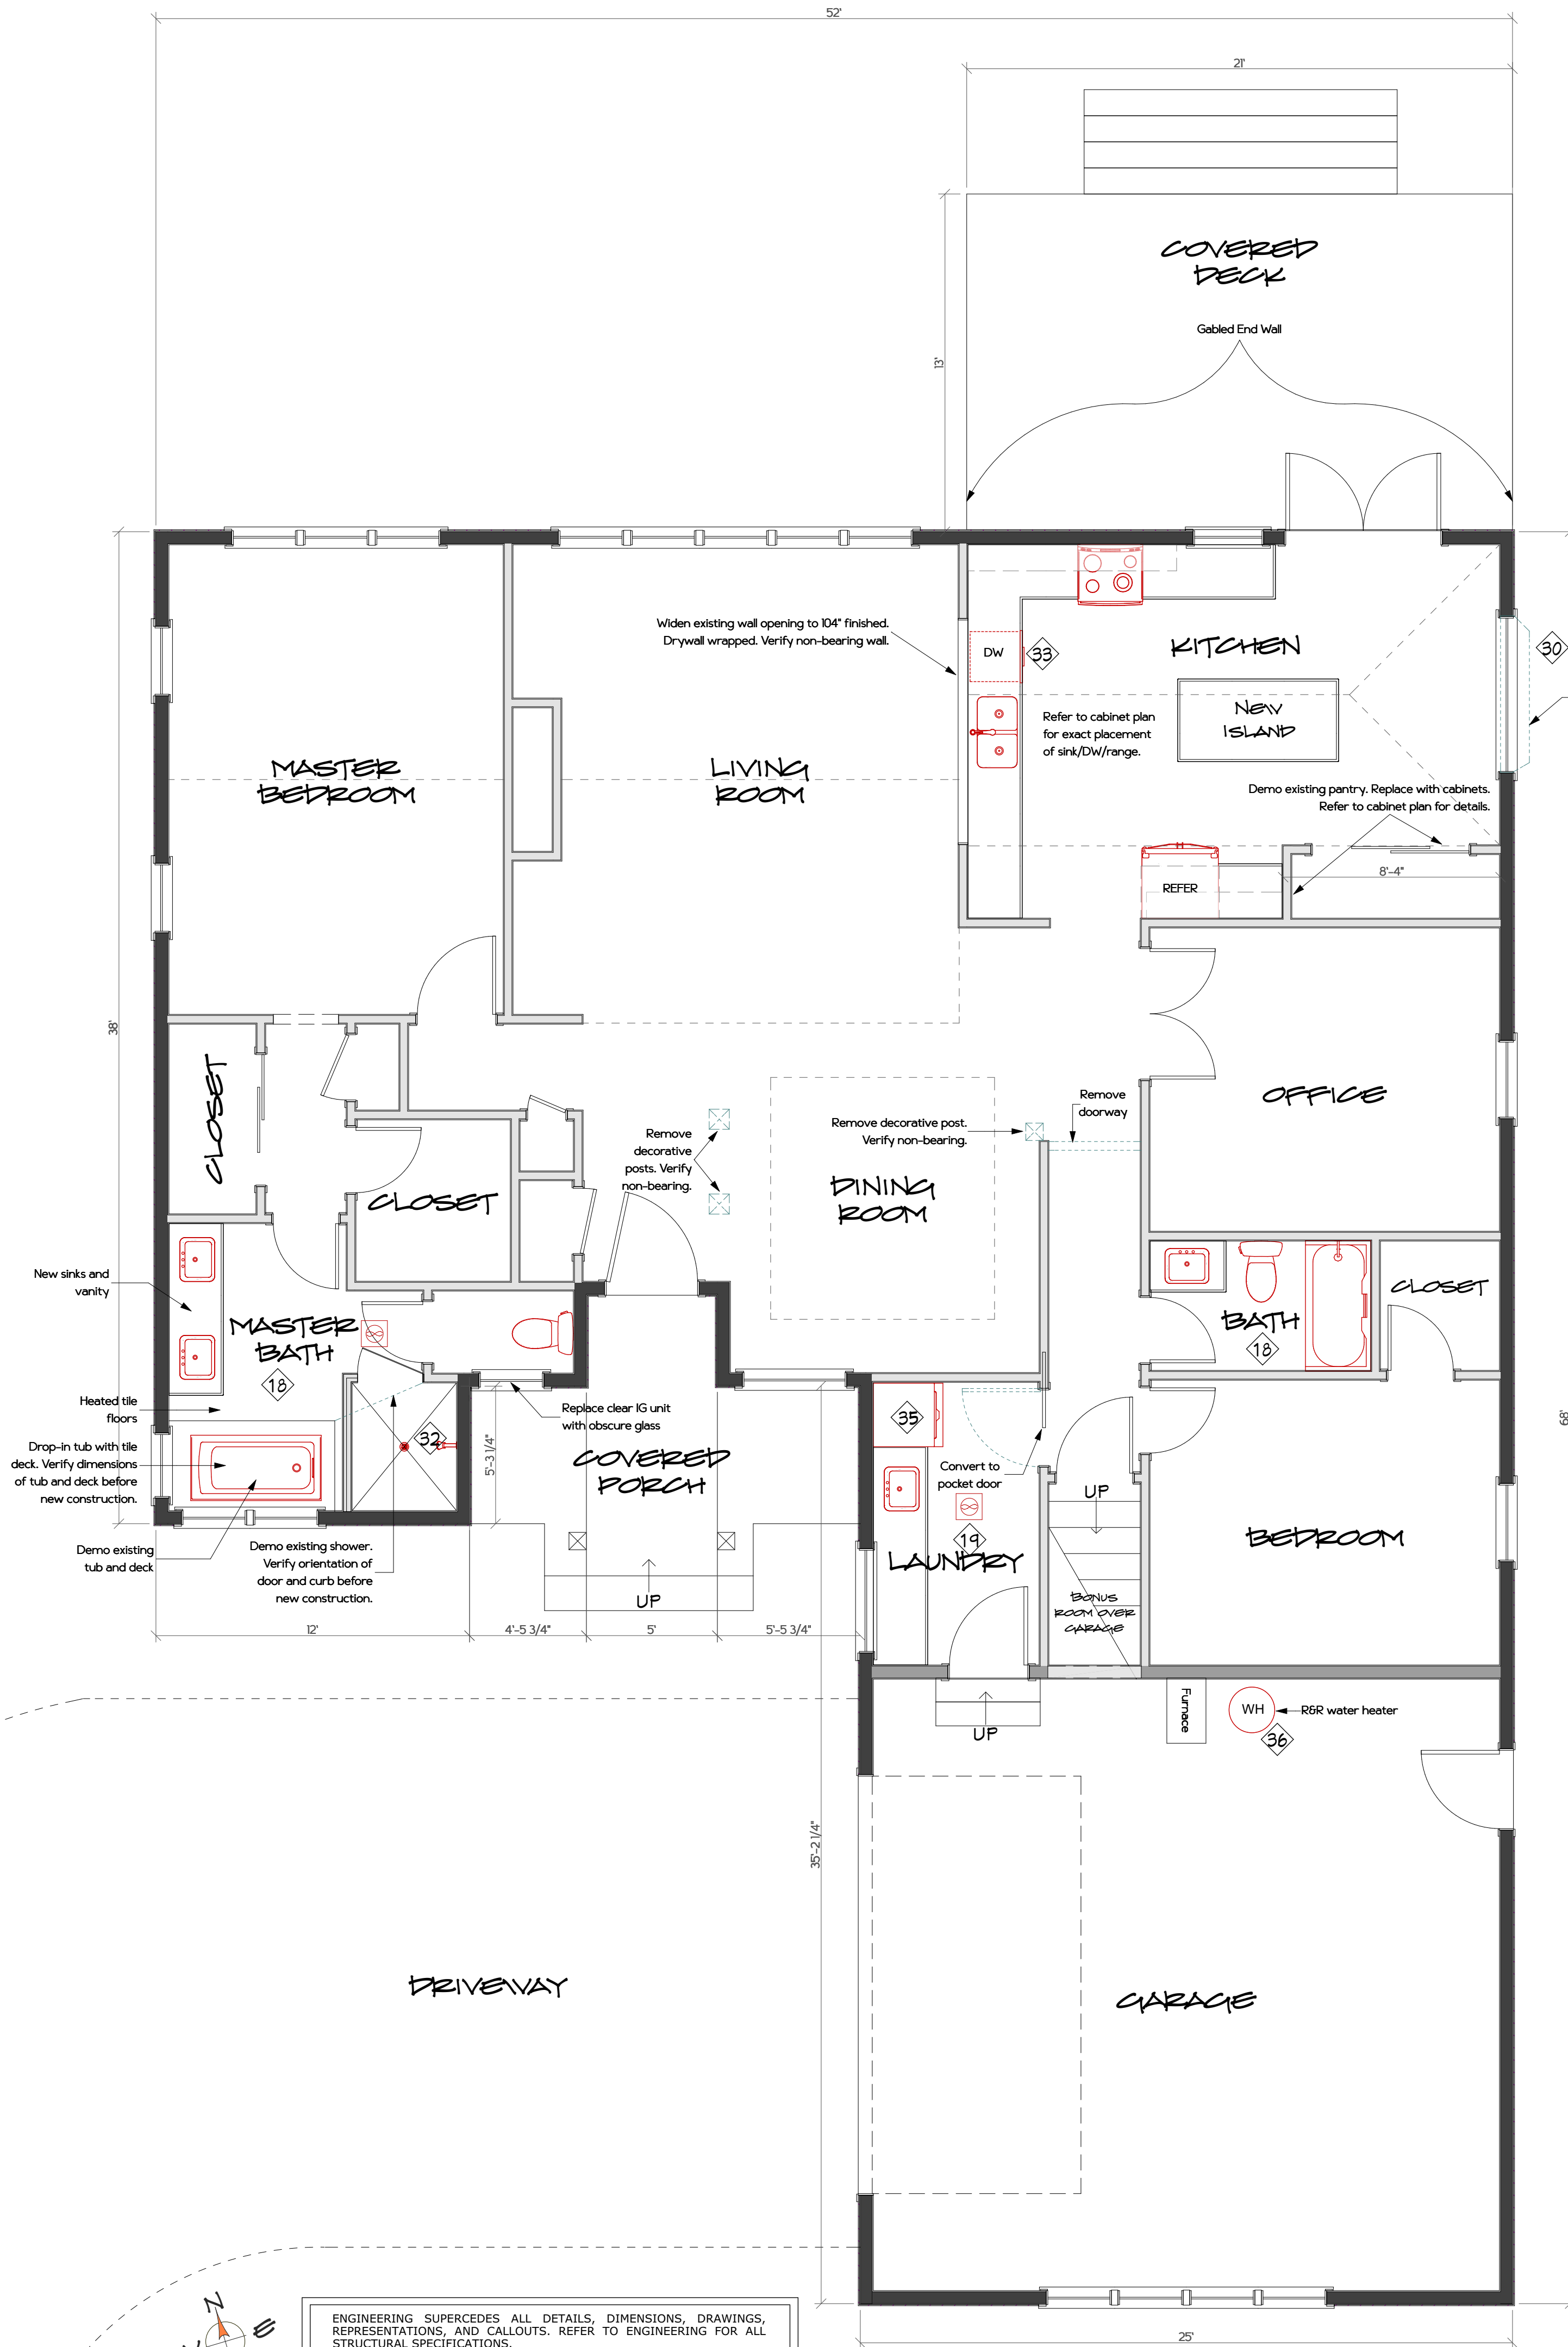 52'
21'
COVERED
DECK
Gabled End Wall
13'
Widen existing wall opening to 104" finished.
Drywall wrapped. Verify non-bearing wall.
DW
33
KITCHEN
30
NEW
ISLAND
Refer to cabinet plan
for exact placement
of sink/DW/range.
MASTER
BEDROOM
LIVING
ROOM
Demo existing pantry. Replace with cabinets.
Refer to cabinet plan for details.
8'-4"
REFER
38'
CLOSET
OFFICE
Remove
doorway
Remove decorative post.
Verify non-bearing.
Remove
decorative
posts. Verify
non-bearing.
DINING
ROOM
CLOSET
New sinks and
vanity
MASTER
BATH
18
CLOSET
BATH
18
Heated tile
floors
Replace clear IG unit
with obscure glass
35
32
Drop-in tub with tile
deck. Verify dimensions
of tub and deck before
new construction.
5'-3 1/4"
COVERED
PORCH
Convert to
pocket door
UP
68'
19
LAUNDRY
BEDROOM
Demo existing
tub and deck
Demo existing shower.
Verify orientation of
door and curb before
new construction.
UP
BONUS
ROOM OVER
GARAGE
12'
4'-5 3/4"
5'
5'-5 3/4"
UP
Furnace
WH
R&R water heater
36
35'-2 1/4"
DRIVEWAY
GARAGE
N
E
ENGINEERING SUPERCEDES ALL DETAILS, DIMENSIONS, DRAWINGS,
REPRESENTATIONS, AND CALLOUTS. REFER TO ENGINEERING FOR ALL
STRUCTURAL SPECIFICATIONS.
25'